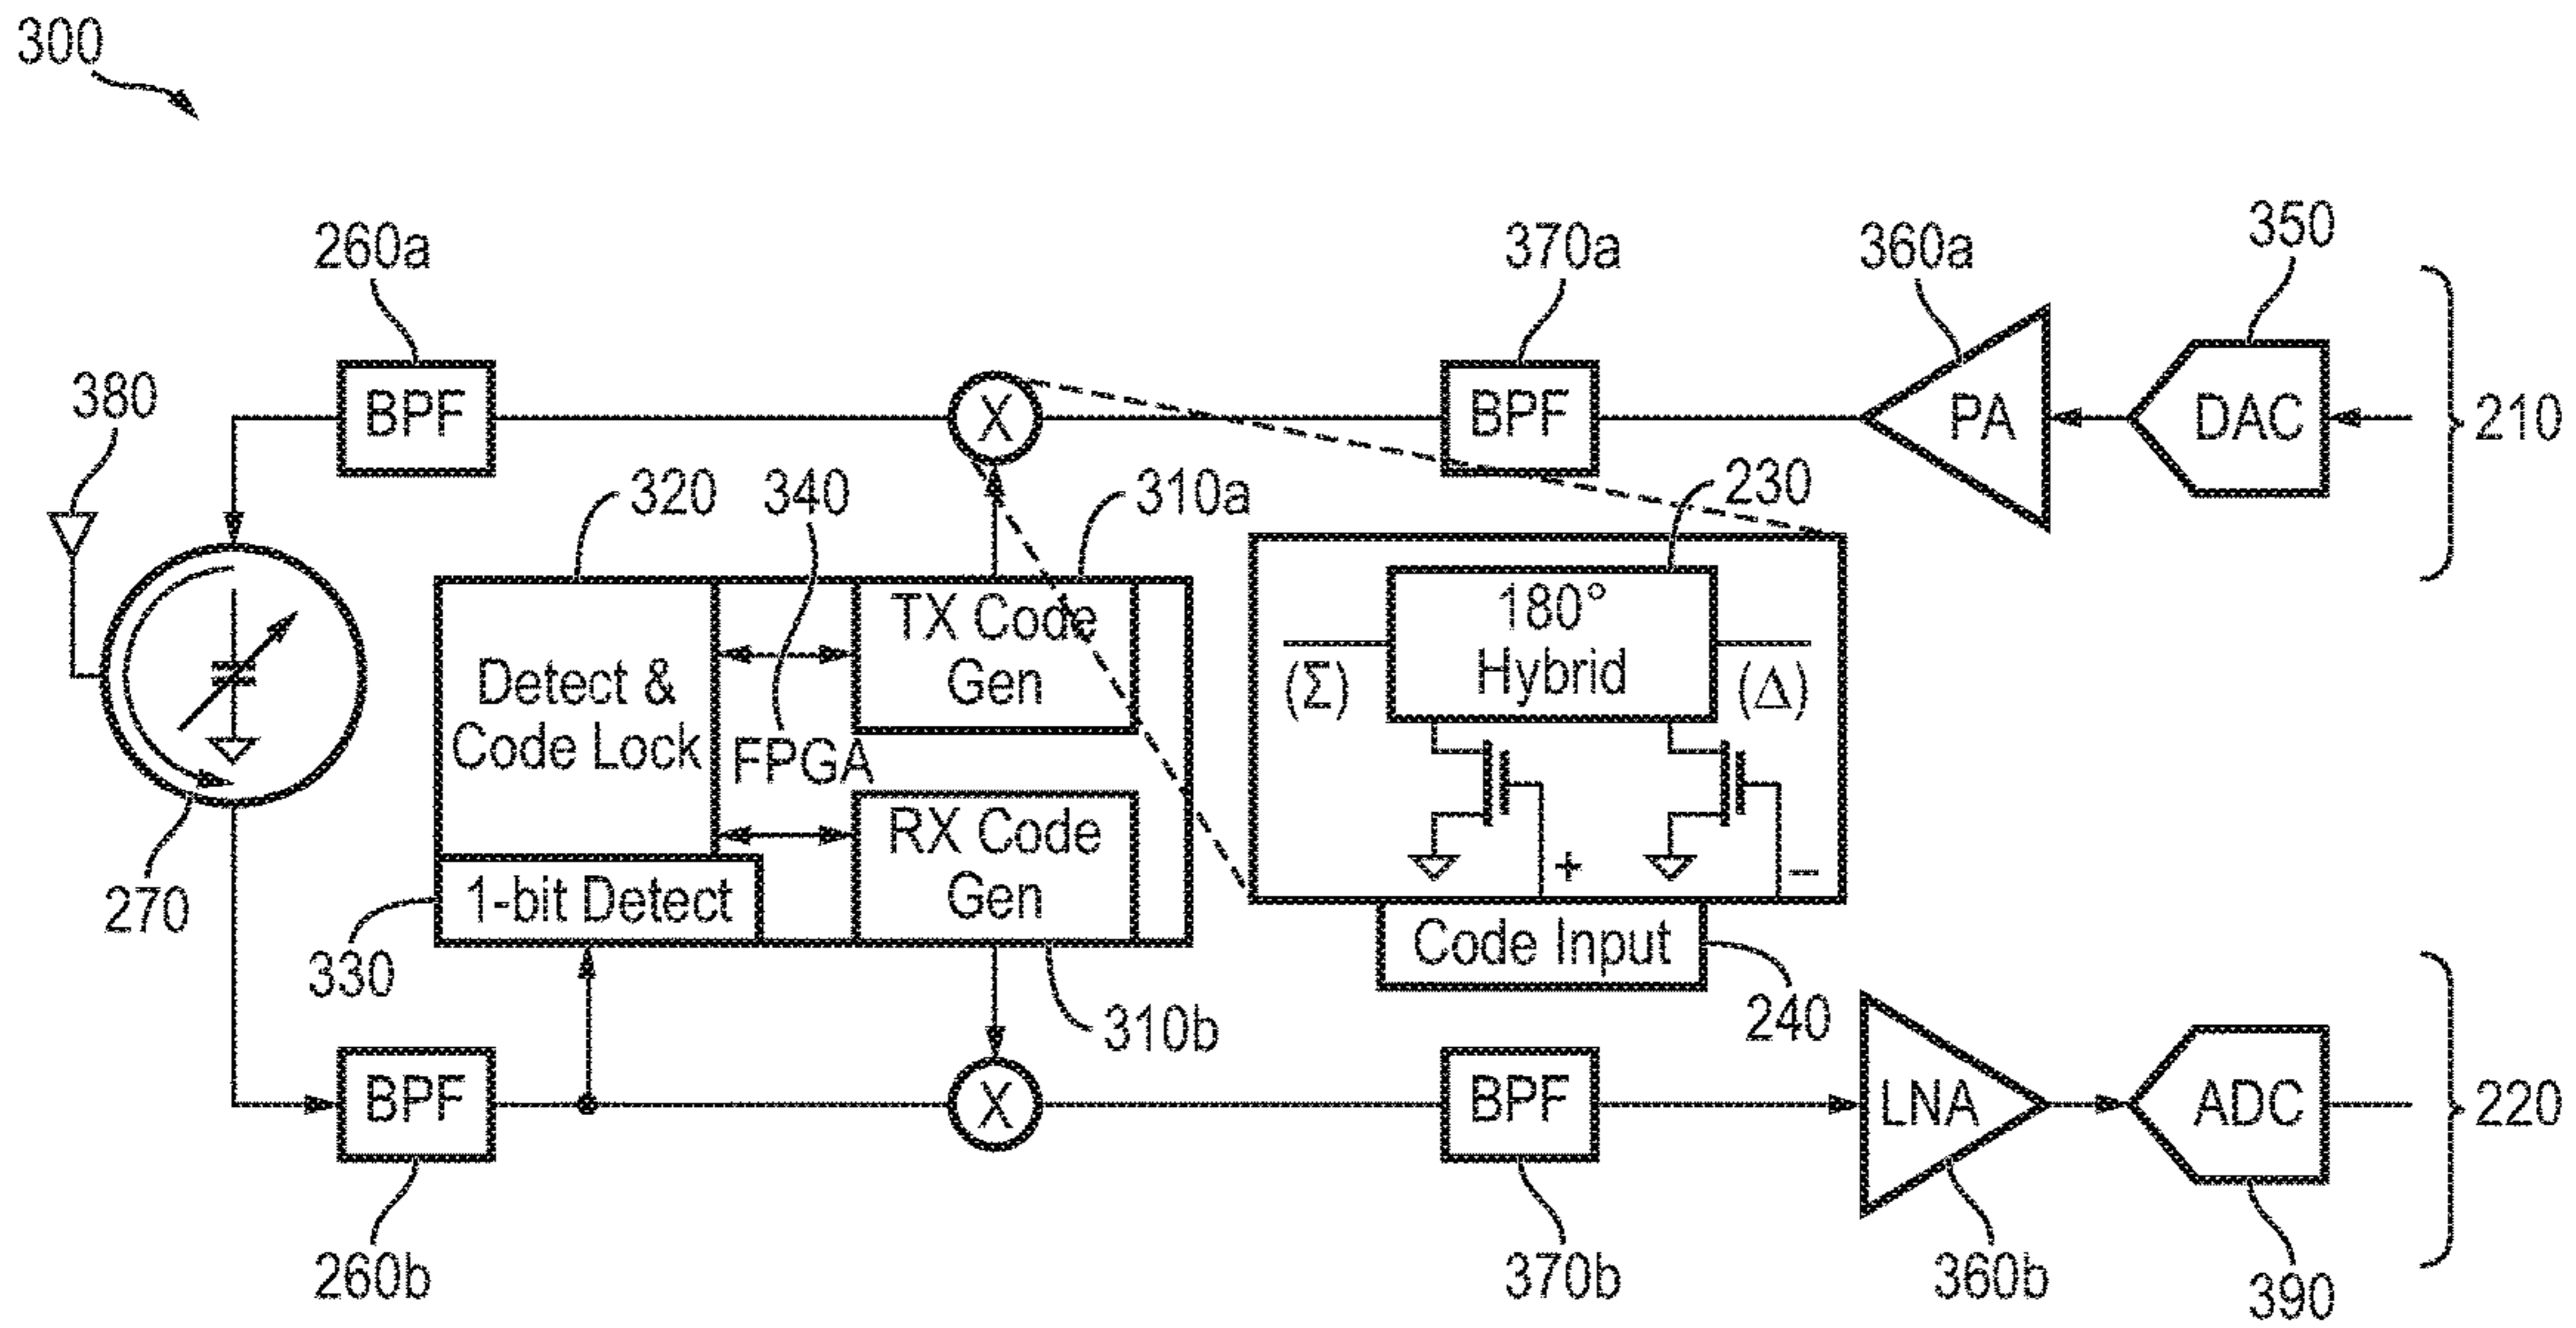 300
260a
370a
360a
350
380
BPF
X
BPF
PA
DAC
210
320
340
310a
230
TX Code
Gen
180°
Hybrid
(Σ)
(Δ)
Detect &
Code Lock
FPGA
RX Code
Gen
+
−
270
1-bit Detect
Code Input
330
310b
240
BPF
X
BPF
LNA
ADC
220
260b
370b
360b
390